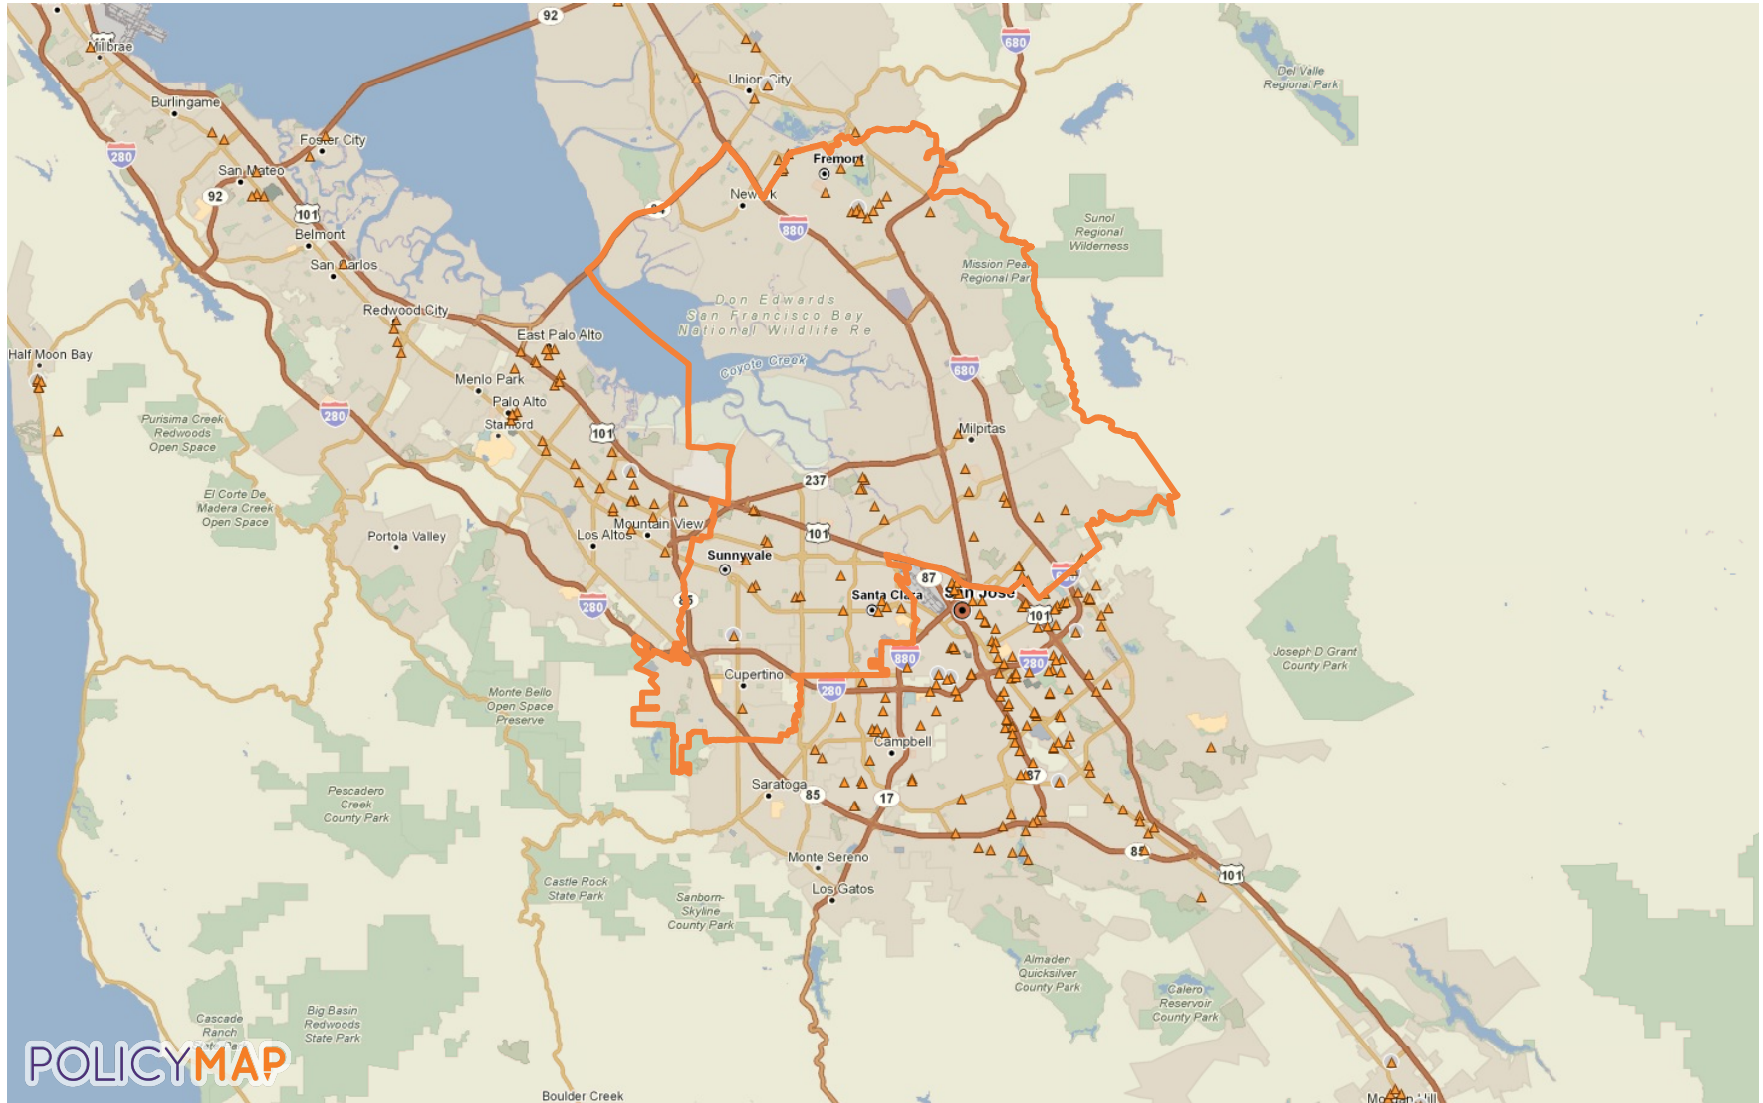 92
Millbrae
680
Del Valle
Regional Park
Union City
Burlingame
Foster City
280
Fremont
San Mateo
92
Newark
84
101
880
Sunol
Regional
Wilderness
Belmont
San Carlos
Mission Peak
Regional Park
Don Edwards
San Francisco Bay
National Wildlife Re
Redwood City
East Palo Alto
Half Moon Bay
Coyote Creek
680
Menlo Park
Palo Alto
280
Purisima Creek
Redwoods
Open Space
Stanford
101
Milpitas
237
El Corte De
Madera Creek
Open Space
Mountain View
101
Portola Valley
Los Altos
Sunnyvale
87
680
Santa Clara
San Jose
280
85
101
880
280
Joseph D Grant
County Park
Cupertino
280
Monte Bello
Open Space
Preserve
Campbell
87
Saratoga
85
17
Pescadero
Creek
County Park
Monte Sereno
85
101
Castle Rock
State Park
Los Gatos
Sanborn-
Skyline
County Park
Almaden
Quicksilver
County Park
Calero
Reservoir
County Park
Cascade
Ranch
Big Basin
Redwoods
State Park
POLICYMAP
Boulder Creek
Morgan Hill